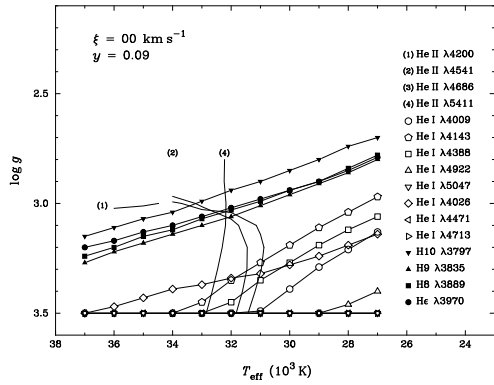 ξ = 00 km s⁻¹
y = 0.09
(1) He II λ4200
(2) He II λ4541
(3) He II λ4686
(4) He II λ5411
He I λ4009
He I λ4143
He I λ4388
He I λ4922
He I λ5047
He I λ4026
He I λ4471
He I λ4713
H10 λ3797
H9 λ3835
H8 λ3889
Hε λ3970
(2)
(4)
(1)
2.5
3.0
3.5
log g
38
36
34
32
30
28
26
24
T_eff (10³ K)